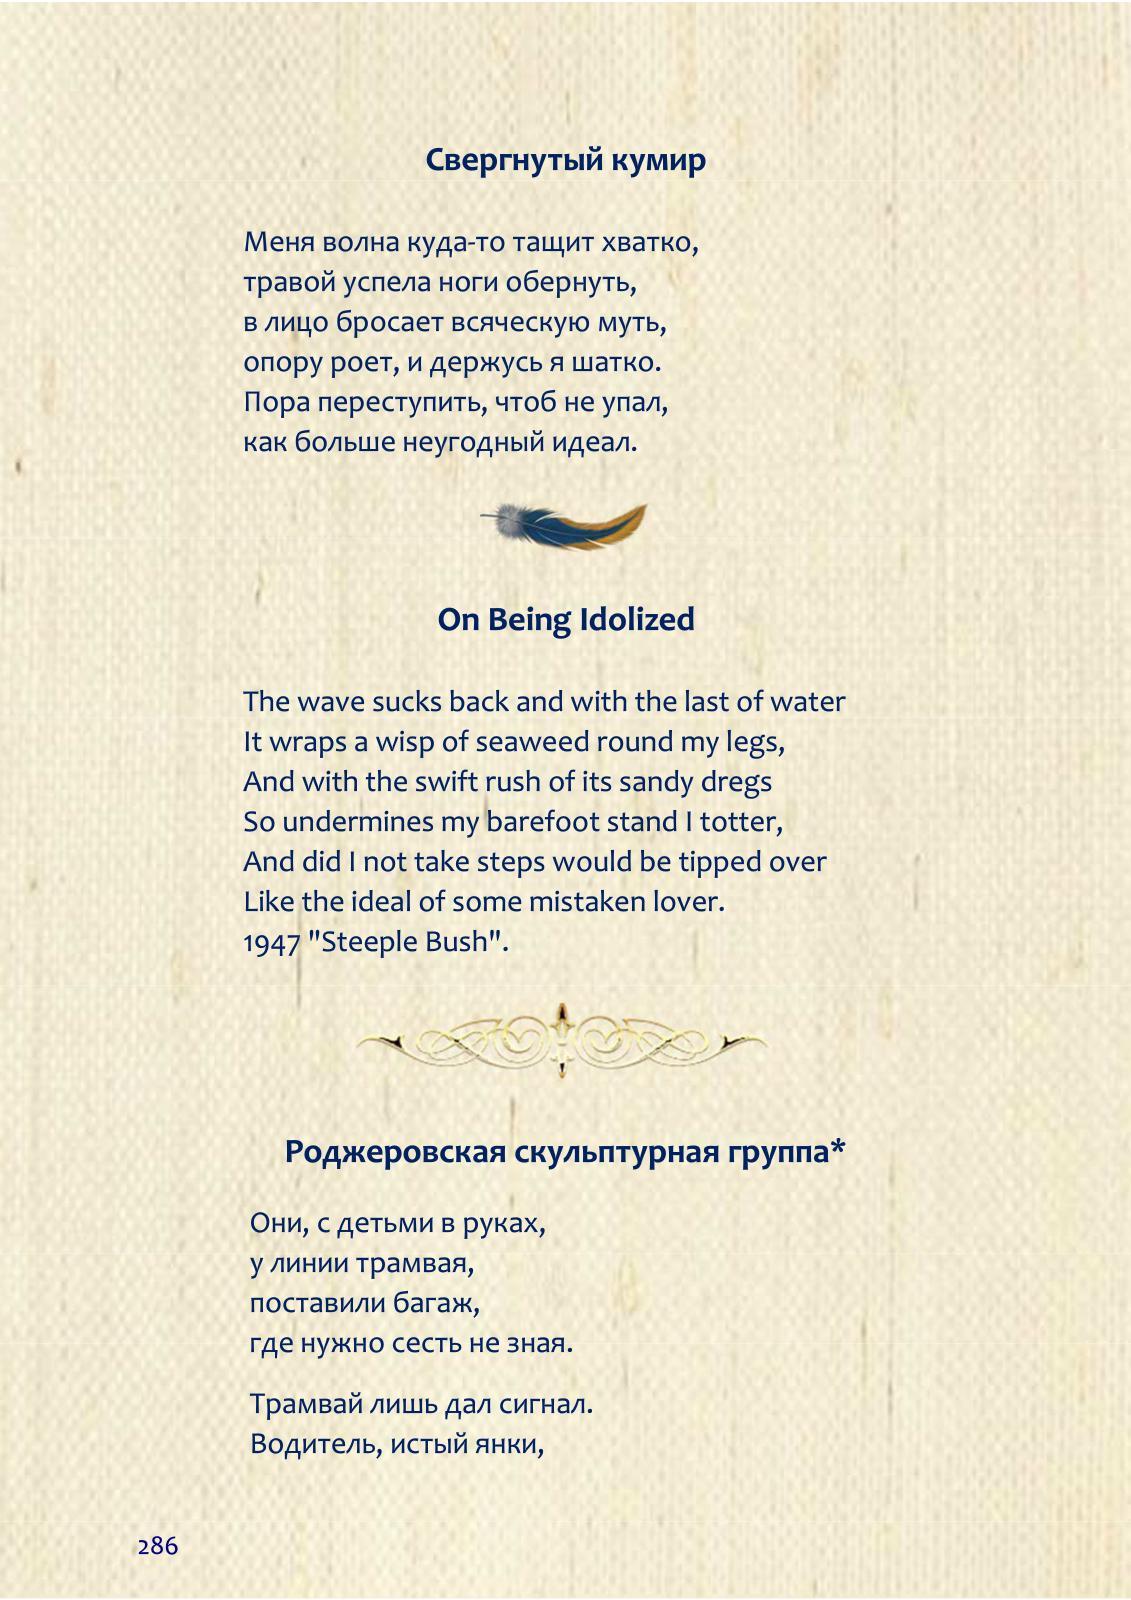 Свергнутый кумир
Меня волна куда-то тащит хватко,
травой успела ноги обернуть,
в лицо бросает всяческую муть,
опору роет, и держусь я шатко.
Пора переступить, чтоб не упал,
как больше неугодный идеал.
On Being Idolized
The wave sucks back and with the last of water
It wraps a wisp of seaweed round my legs,
And with the swift rush of its sandy dregs
So undermines my barefoot stand I totter,
And did I not take steps would be tipped over
Like the ideal of some mistaken lover.
1947 "Steeple Bush".
Роджеровская скульптурная группа*
Они, с детьми в руках,
у линии трамвая,
поставили багаж,
где нужно сесть не зная.
Трамвай лишь дал сигнал.
Водитель, истый янки,
286